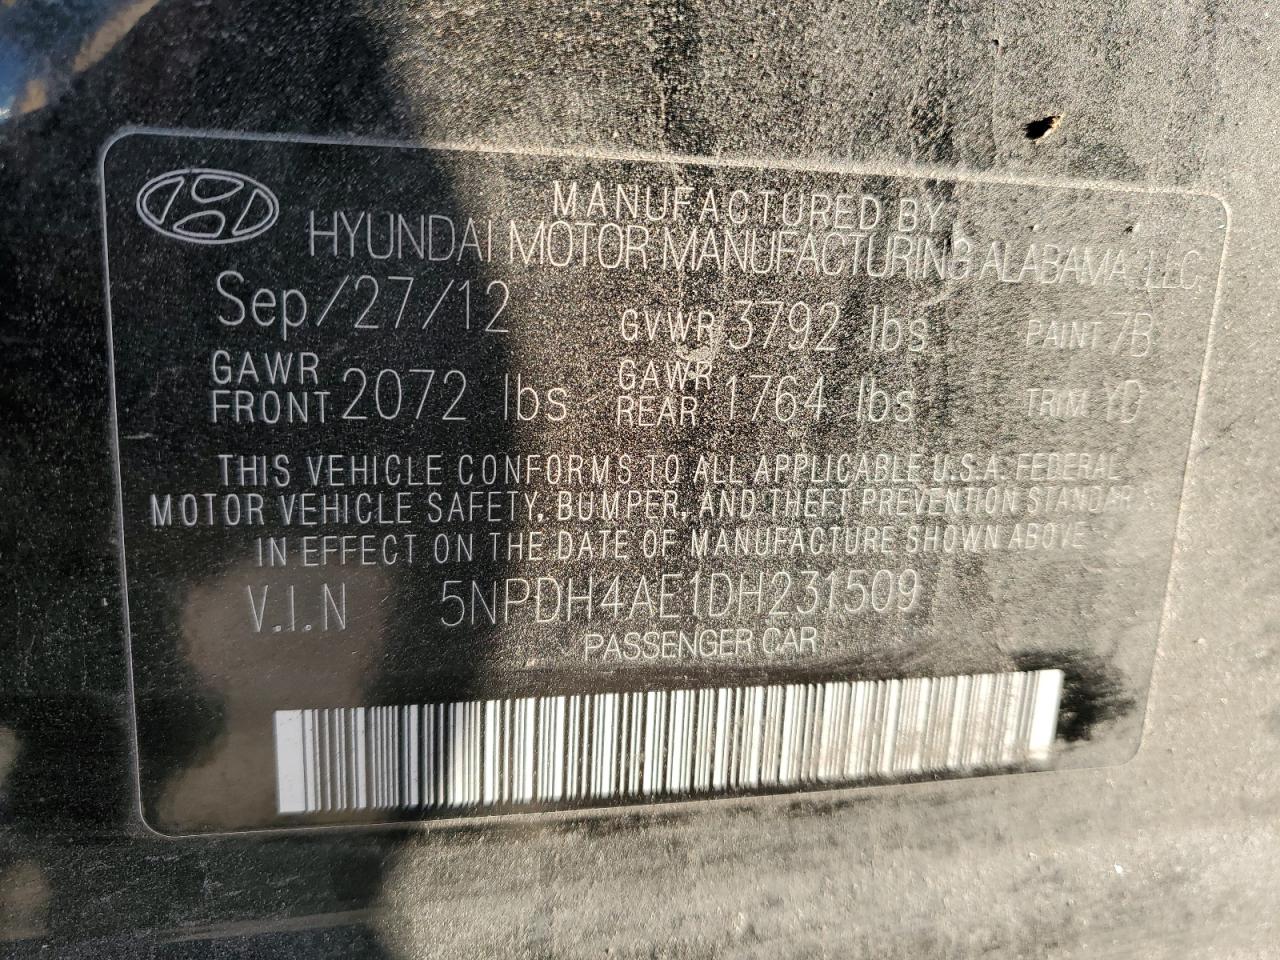 MANUFACTURED BY
HYUNDAI MOTOR MANUFACTURING ALABAMA, LLC
Sep/27/12 GVWR 3792 lbs PAINT 7B
GAWR FRONT 2072 lbs GAWR REAR 1764 lbs TRIM YD
THIS VEHICLE CONFORMS TO ALL APPLICABLE U.S.A. FEDERAL
MOTOR VEHICLE SAFETY, BUMPER, AND THEFT PREVENTION STANDARDS
IN EFFECT ON THE DATE OF MANUFACTURE SHOWN ABOVE
V.I.N 5NPDH4AE1DH231509
PASSENGER CAR